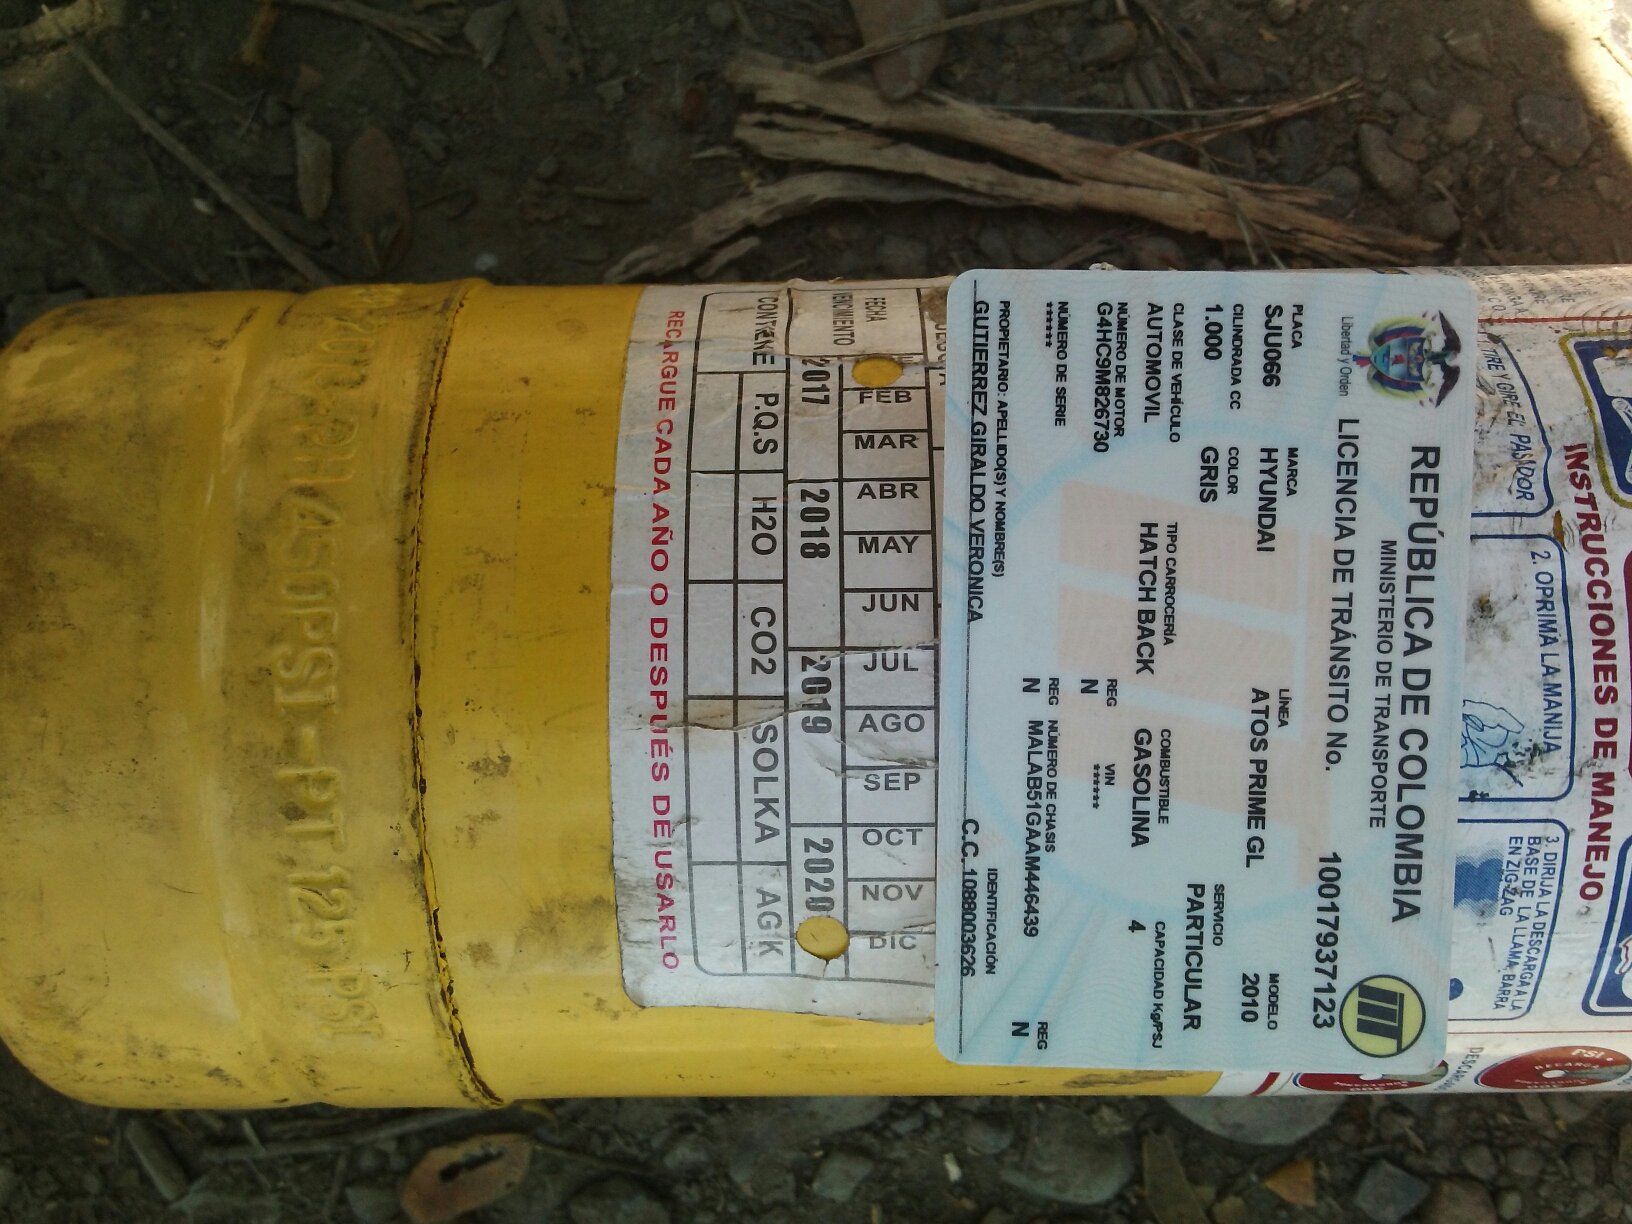 REPÚBLICA DE COLOMBIA
MINISTERIO DE TRANSPORTE
Libertad y Orden
LICENCIA DE TRÁNSITO No. 10017937123
PLACA MARCA LÍNEA MODELO
SJU066 HYUNDAI ATOS PRIME GL 2010
CILINDRADA CC COLOR SERVICIO
1.000 GRIS PARTICULAR
CLASE DE VEHÍCULO TIPO CARROCERÍA COMBUSTIBLE CAPACIDAD Kg/PSJ
AUTOMOVIL HATCH BACK GASOLINA 4
NÚMERO DE MOTOR REG VIN
G4HC9M826730 N *****
NÚMERO DE SERIE REG NÚMERO DE CHASIS REG
***** N MALAB51GAAM446439 N
PROPIETARIO: APELLIDO(S) Y NOMBRE(S) IDENTIFICACIÓN
GUTIERREZ GIRALDO VERONICA C.C. 1088003626
INSTRUCCIONES DE MANEJO
TIRE Y GIRE EL PASADOR
2. OPRIMA LA MANIJA
3. DIRIJA LA DESCARGA A LA
BASE DE LA LLAMA BARRA
EN ZIG-ZAG
FECHA
VENCIMIENTO
FEB MAR ABR MAY JUN JUL AGO SEP OCT NOV DIC
2017 2018 2019 2020
CONTIENE P.Q.S H2O CO2 SOLKA AGK
RECARGUE CADA AÑO O DESPUÉS DE USARLO
450PSI - PT 125 PSI